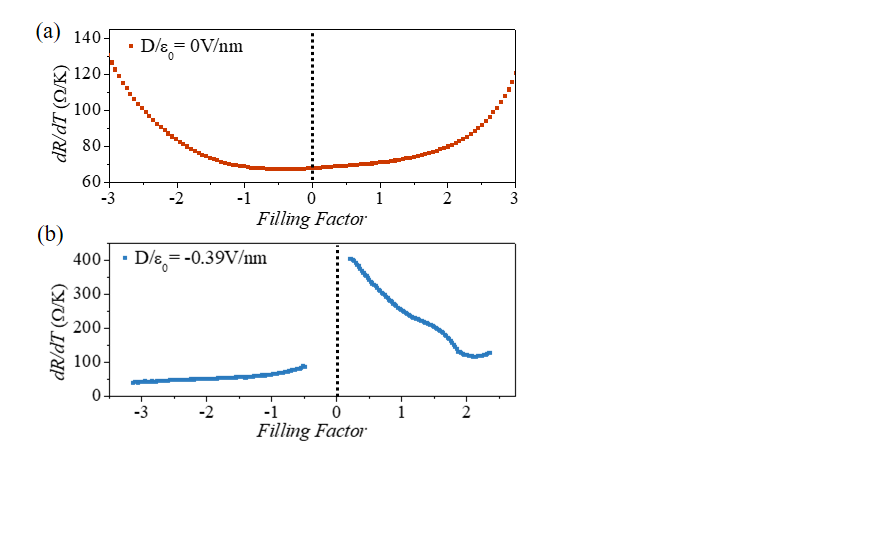 (a)
140
120
100
80
60
dR/dT (Ω/K)
D/ε₀= 0V/nm
-3 -2 -1 0 1 2 3
Filling Factor
(b)
400
300
200
100
0
dR/dT (Ω/K)
D/ε₀= -0.39V/nm
-3 -2 -1 0 1 2
Filling Factor